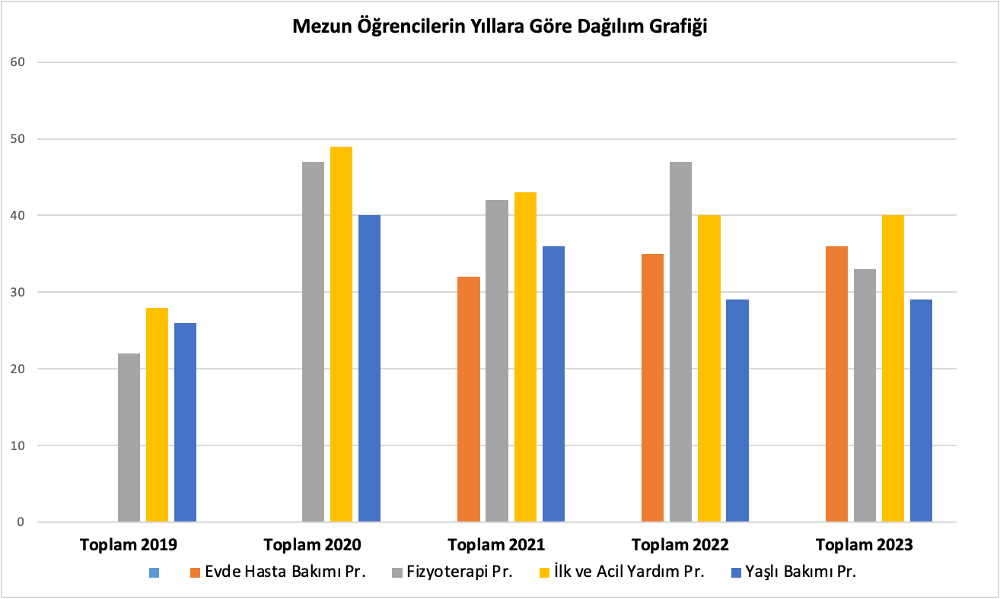 Mezun Öğrencilerin Yıllara Göre Dağılım Grafiği
60
50
40
30
20
10
0
Toplam 2019 Toplam 2020 Toplam 2021 Toplam 2022 Toplam 2023
Evde Hasta Bakımı Pr. Fizyoterapi Pr. İlk ve Acil Yardım Pr. Yaşlı Bakımı Pr.